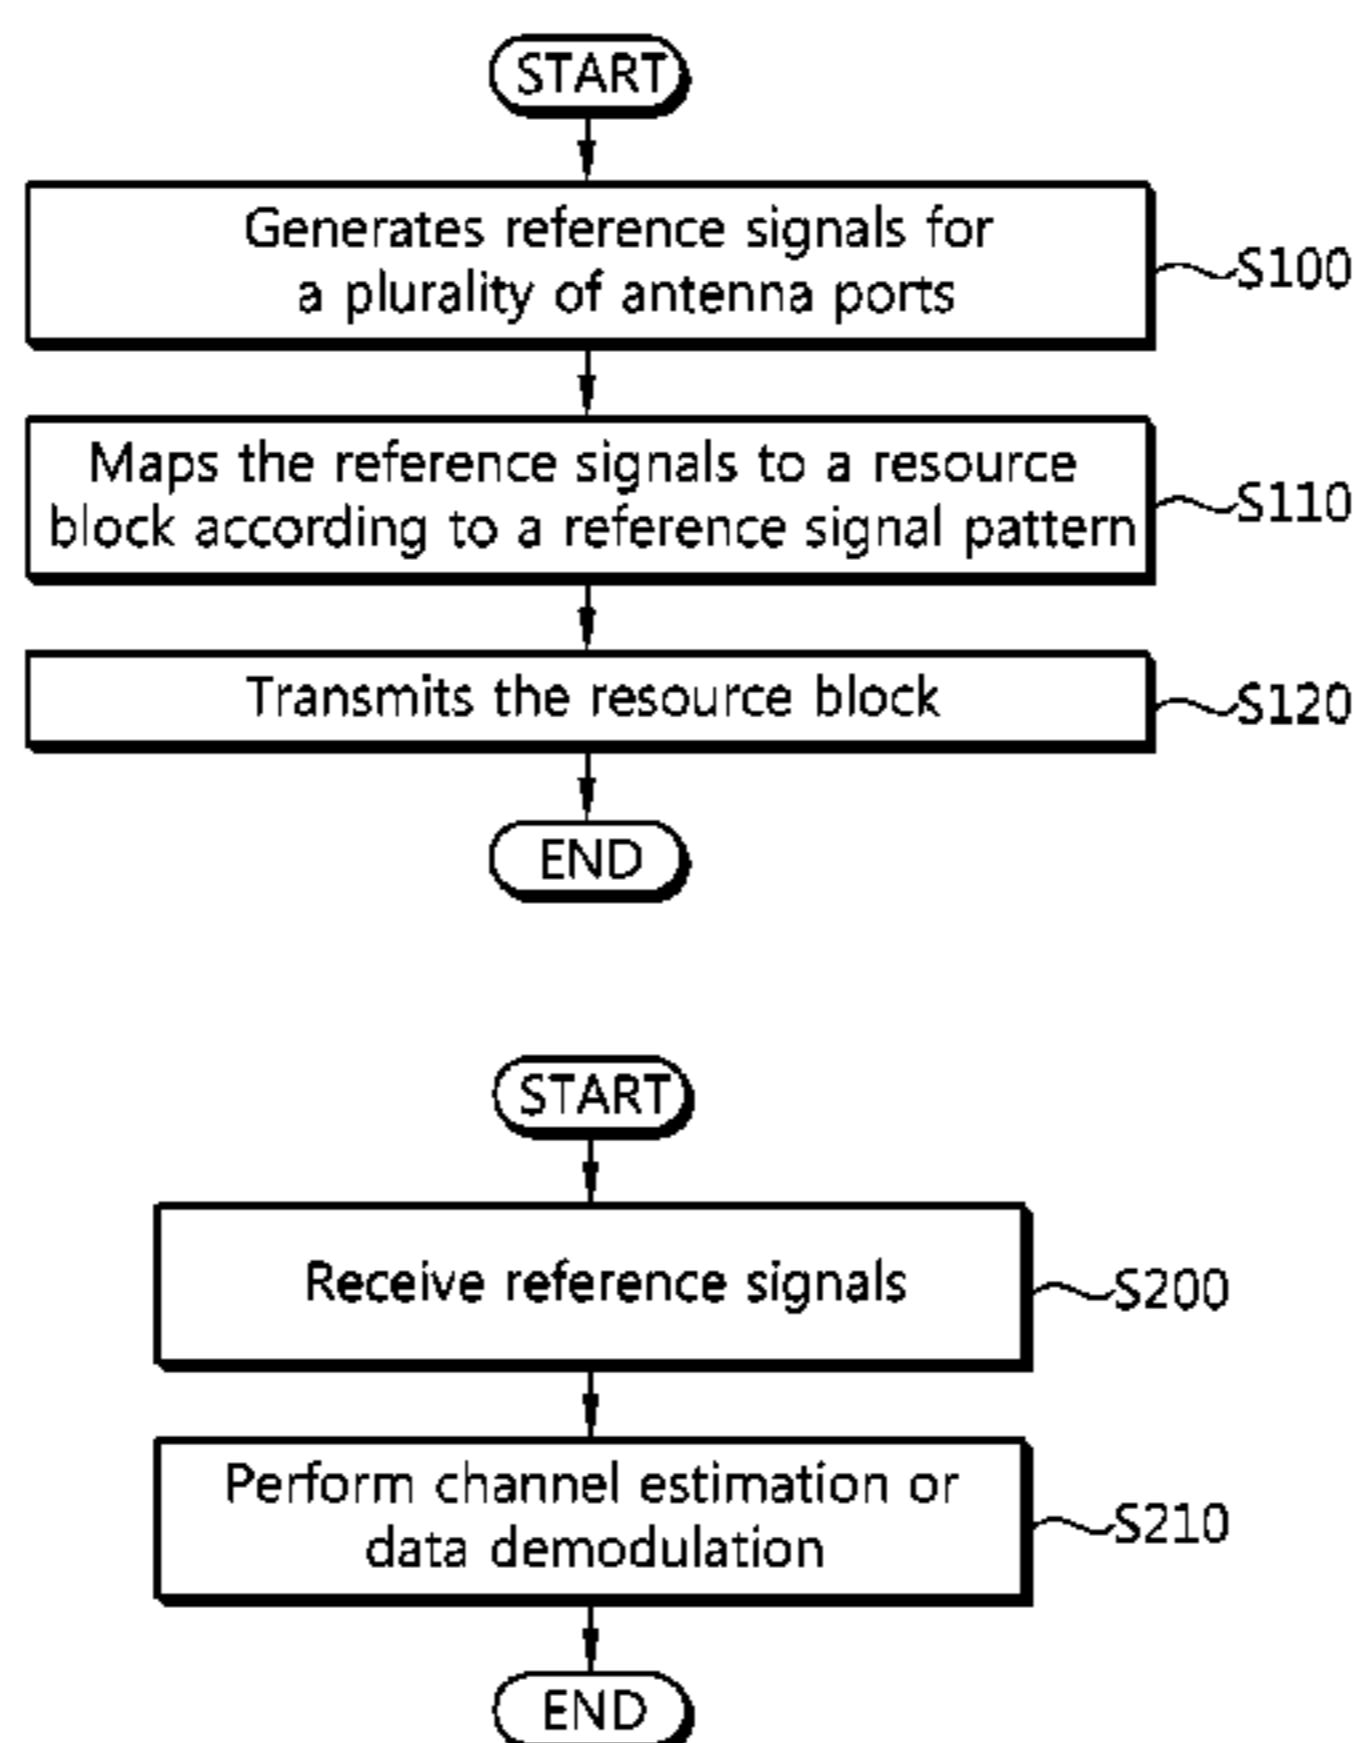 START
Generates reference signals for
a plurality of antenna ports
S100
Maps the reference signals to a resource
block according to a reference signal pattern
S110
Transmits the resource block
S120
END
START
Receive reference signals
S200
Perform channel estimation or
data demodulation
S210
END